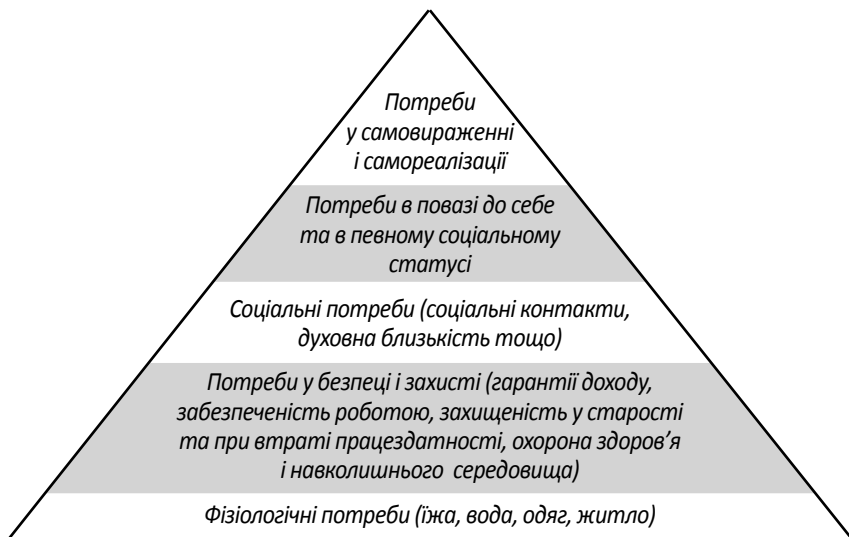 Потреби
у самовираженні
і самореалізації
Потреби в повазі до себе
та в певному соціальному
статусі
Соціальні потреби (соціальні контакти,
духовна близькість тощо)
Потреби у безпеці і захисті (гарантії доходу,
забезпеченість роботою, захищеність у старості
та при втраті працездатності, охорона здоров’я
і навколишнього середовища)
Фізіологічні потреби (їжа, вода, одяг, житло)